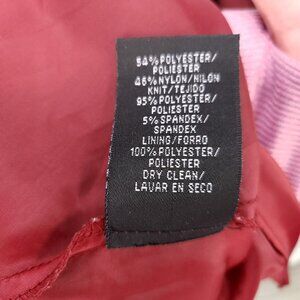 54% POLYESTER/
POLIESTER
46% NYLON/NILON
KNIT/TEJIDO
95% POLYESTER/
POLIESTER
5% SPANDEX/
SPANDEX
LINING/FORRO
100% POLYESTER/
POLIESTER
DRY CLEAN/
LAVAR EN SECO